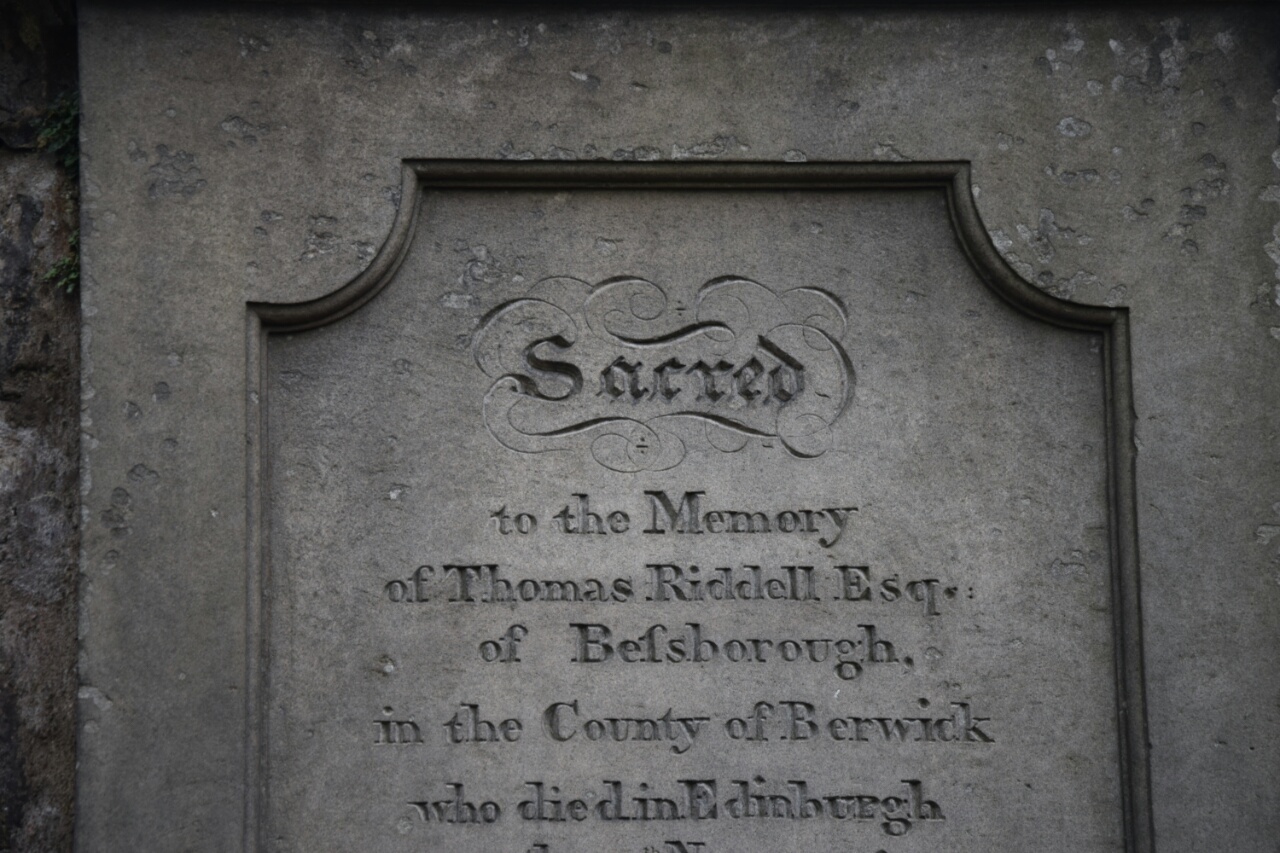 Sacred
to the Memory
of Thomas Riddell Esq.:
of Beſsborough,
in the County of Berwick
who died in Edinburgh